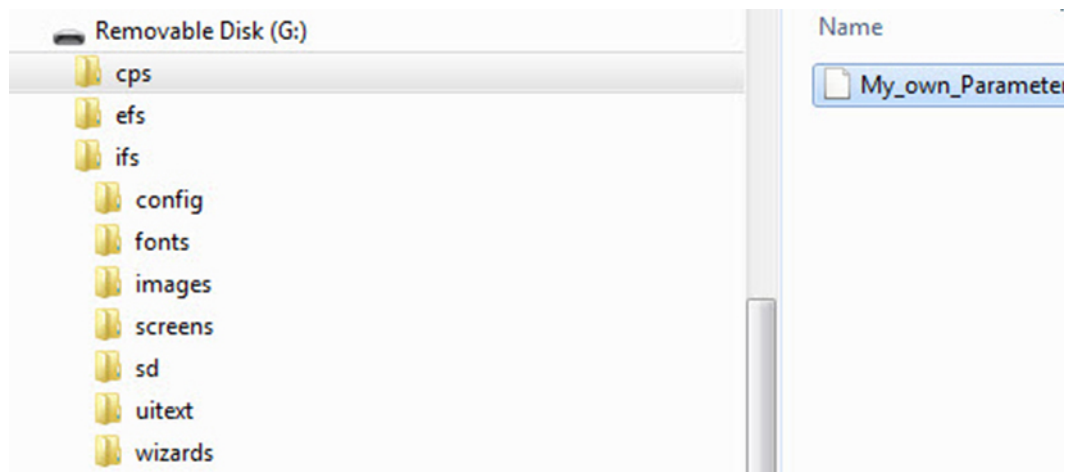 Removable Disk (G:)
cps
efs
ifs
config
fonts
images
screens
sd
uitext
wizards
Name
My_own_Parameter